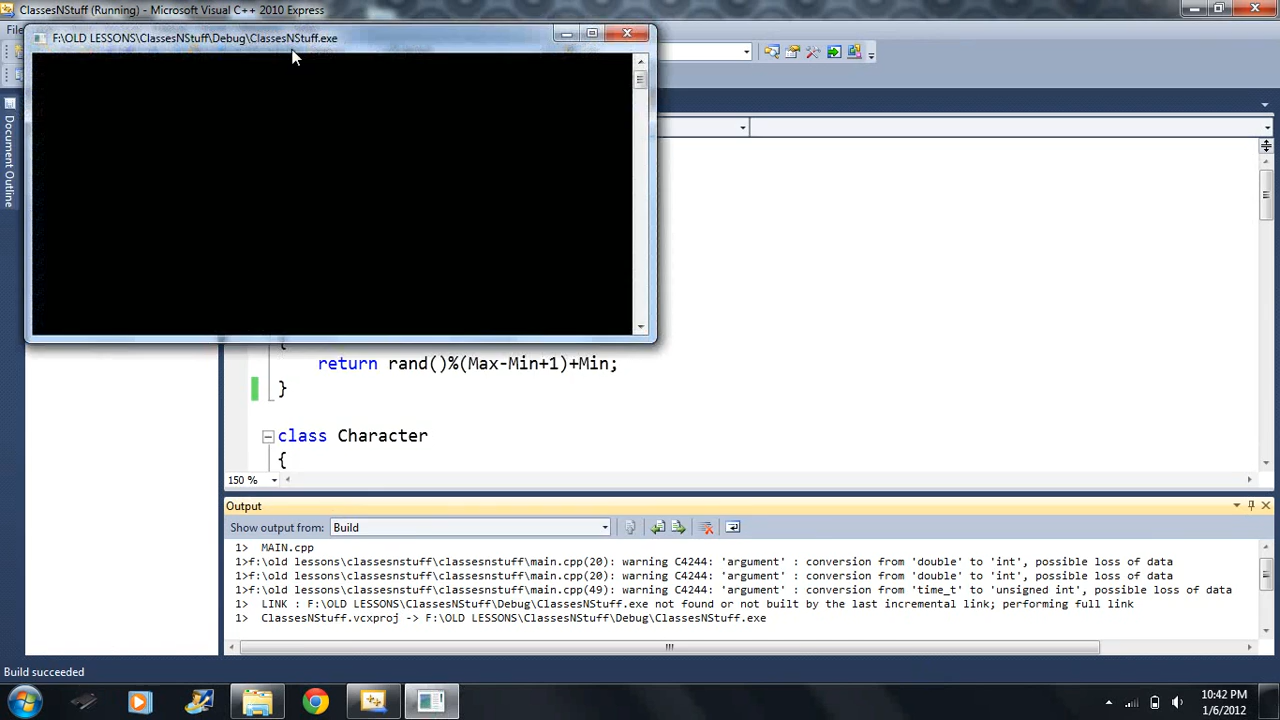 ClassesNStuff (Running) - Microsoft Visual C++ 2010 Express
F:\OLD LESSONS\ClassesNStuff\Debug\ClassesNStuff.exe
Document Outline
return rand()%(Max-Min+1)+Min;
}
class Character
{
150 %
Output
Show output from: Build
1>  MAIN.cpp
1>f:\old lessons\classesnstuff\classesnstuff\main.cpp(20): warning C4244: 'argument' : conversion from 'double' to 'int', possible loss of data
1>f:\old lessons\classesnstuff\classesnstuff\main.cpp(20): warning C4244: 'argument' : conversion from 'double' to 'int', possible loss of data
1>f:\old lessons\classesnstuff\classesnstuff\main.cpp(49): warning C4244: 'argument' : conversion from 'time_t' to 'unsigned int', possible loss of data
1>  LINK : F:\OLD LESSONS\ClassesNStuff\Debug\ClassesNStuff.exe not found or not built by the last incremental link; performing full link
1>  ClassesNStuff.vcxproj -> F:\OLD LESSONS\ClassesNStuff\Debug\ClassesNStuff.exe
Build succeeded
10:42 PM
1/6/2012